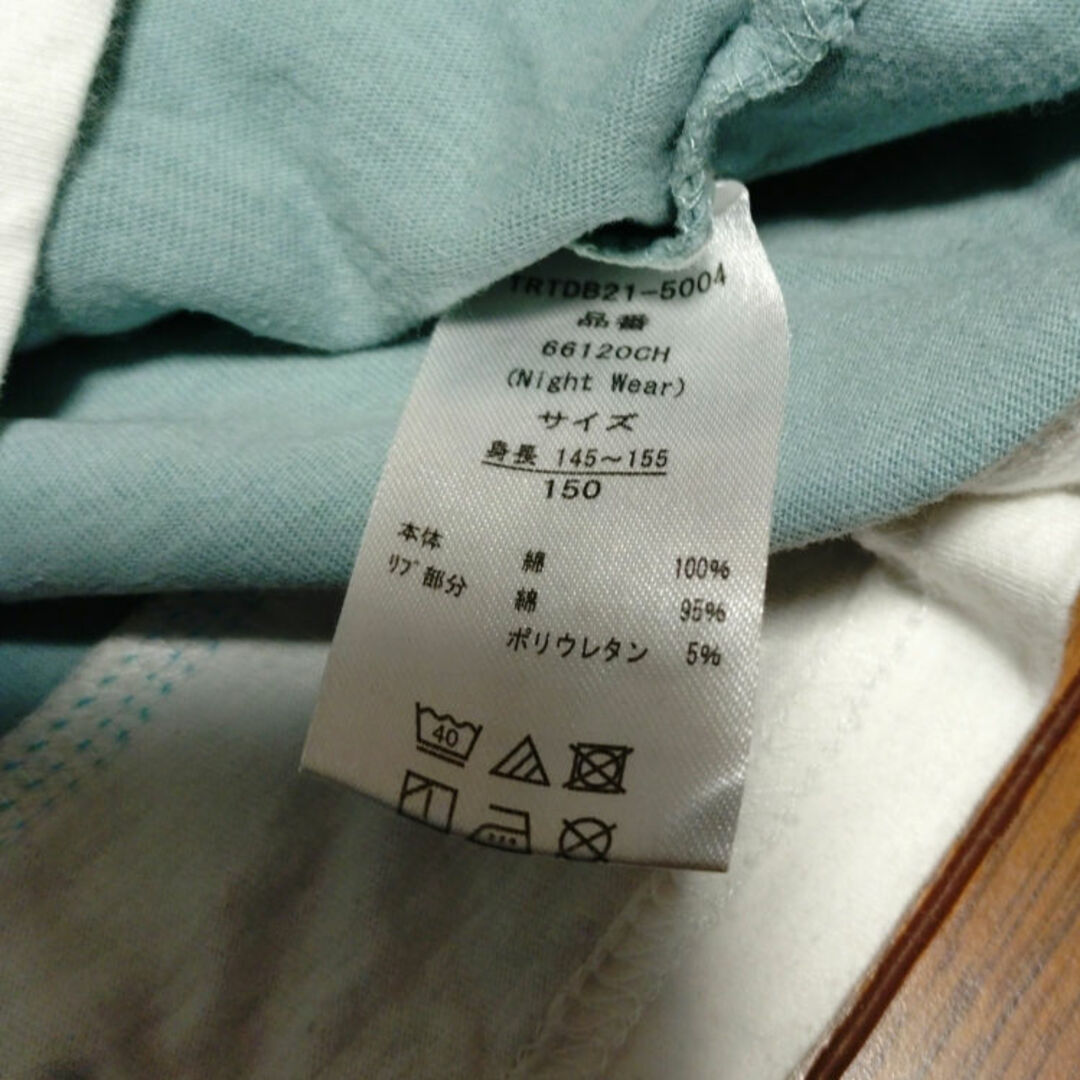 TRTDB21-5004
品番
66120CH
(Night Wear)
サイズ
身長 145~155
150
本体 綿 100%
リブ部分 綿 95%
ポリウレタン 5%
40